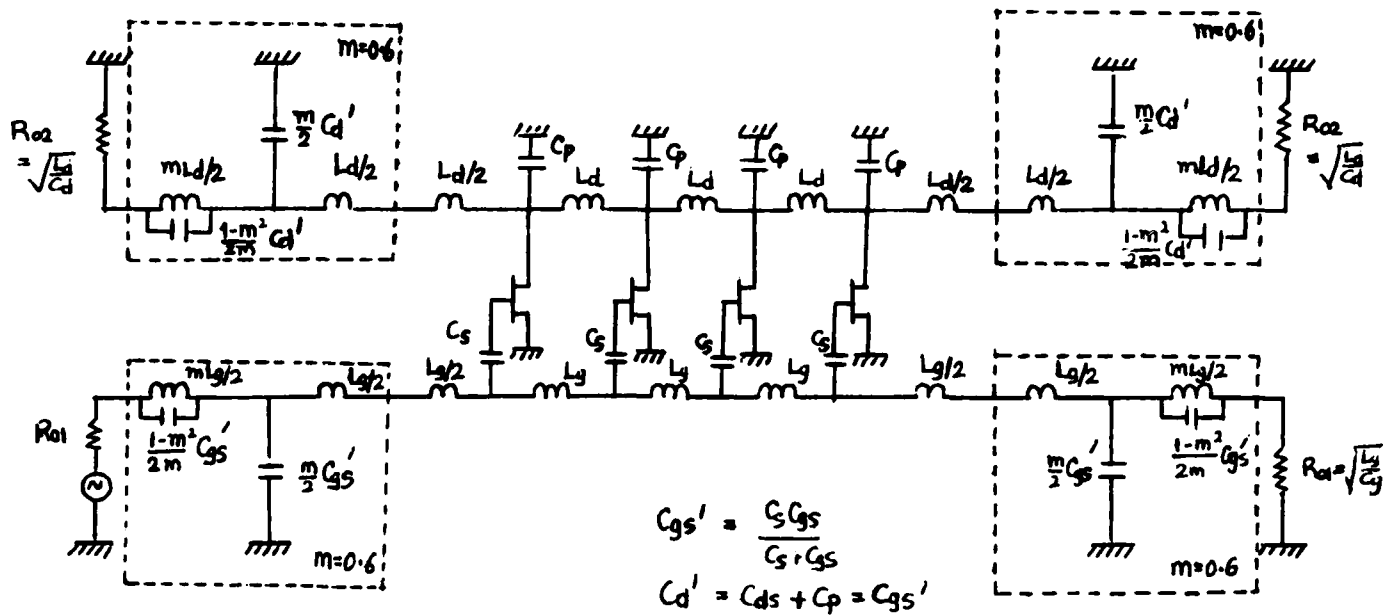 m=0.6
m=0.6
R02
= √(Ld/Cd)
m/2 Cd'
mLd/2
Ld/2
(1-m²)/2m Cd'
Ld/2
Cp
Ld
Cp
Ld
Cp
Ld
Cp
Ld/2
Ld/2
m/2 Cd'
mLd/2
(1-m²)/2m Cd'
R02
= √(Ld/Cd)
Cs
Cs
Cs
Cs
mLg/2
Lg/2
(1-m²)/2m Cgs'
Lg/2
Lg
Lg
Lg
Lg/2
Lg/2
mLg/2
(1-m²)/2m Cgs'
R01
~
m/2 Cgs'
m/2 Cgs'
R01=√(Lg/Cg)
m=0.6
m=0.6
Cgs' = CsCgs/(Cs+Cgs)
Cd' = Cds + Cp = Cgs'